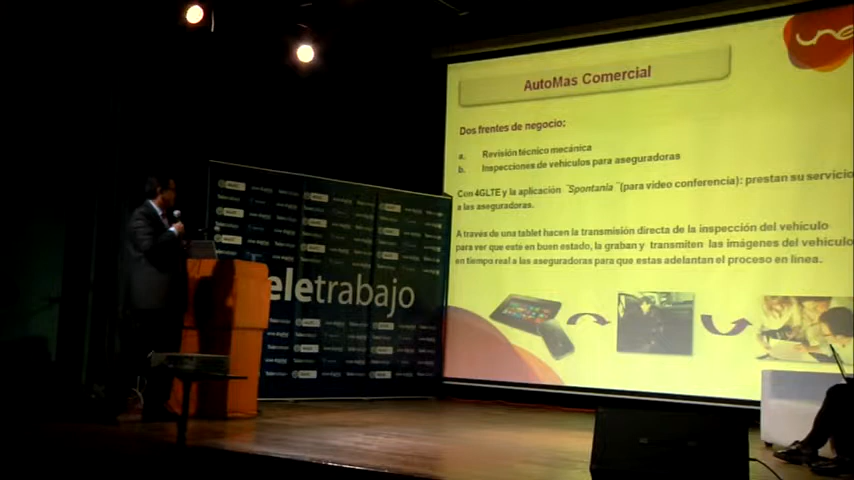 une
AutoMas Comercial
Dos frentes de negocio:
a. Revisión técnico mecánica
b. Inspecciones de vehículos para aseguradoras
Con 4GLTE y la aplicación ¨Spontania¨ (para video conferencia): prestan su servicio
a las aseguradoras.
A través de una tablet hacen la transmisión directa de la inspección del vehículo
para ver que esté en buen estado, la graban y transmiten las imágenes del vehículo
en tiempo real a las aseguradoras para que estas adelantan el proceso en línea.
eletrabajo